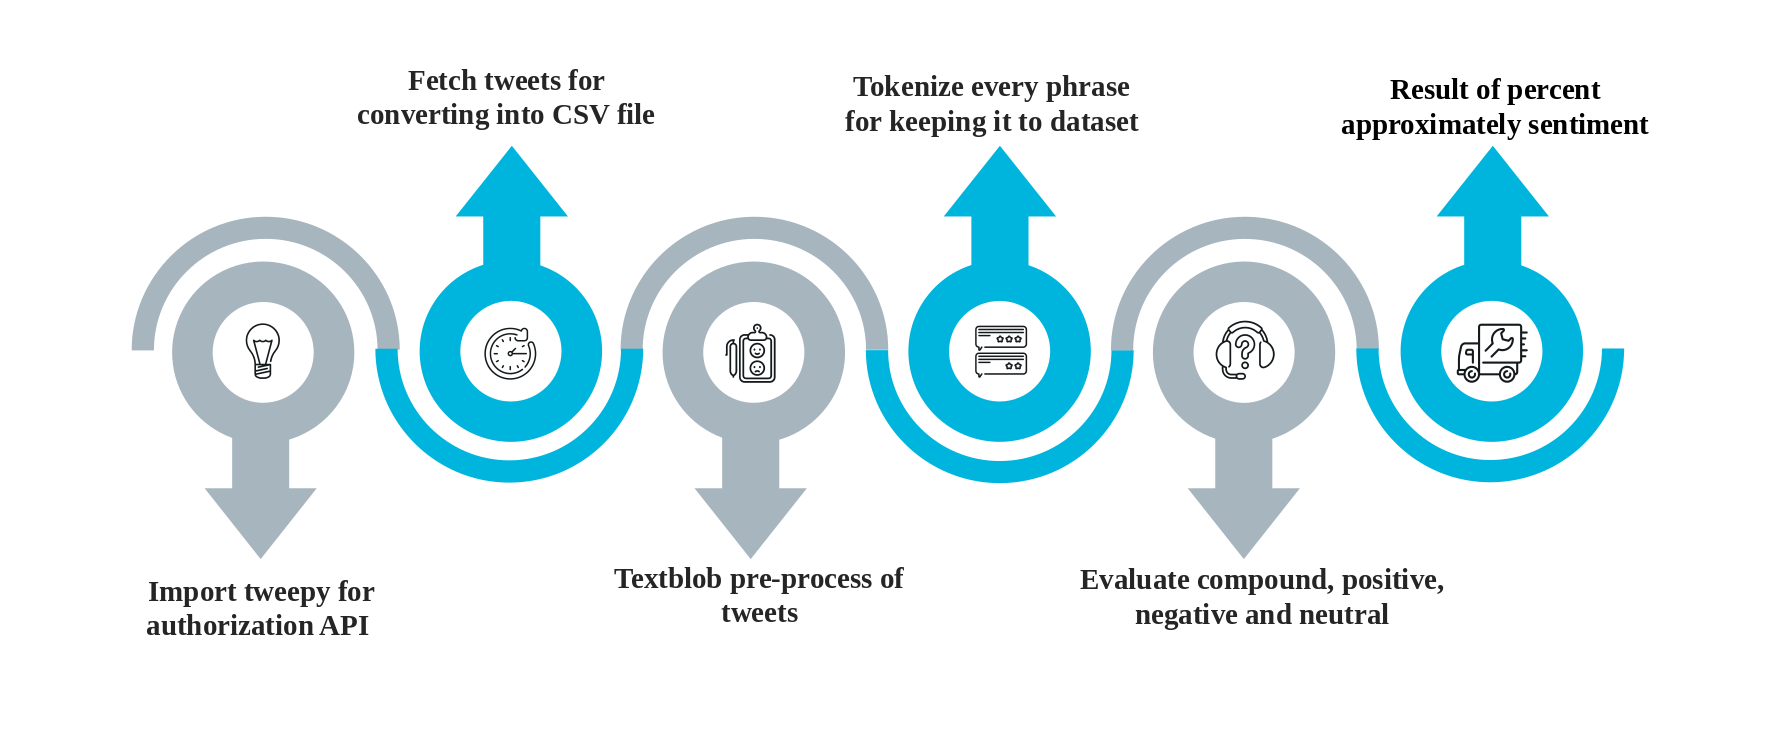 Fetch tweets for
converting into CSV file
Tokenize every phrase
for keeping it to dataset
Result of percent
approximately sentiment
Import tweepy for
authorization API
Textblob pre-process of
tweets
Evaluate compound, positive,
negative and neutral